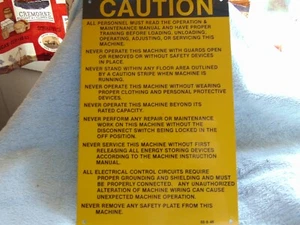 CREMORNE
CAUTION
ALL PERSONNEL MUST READ THE OPERATION &
MAINTENANCE MANUAL AND HAVE PROPER
TRAINING BEFORE LOADING, UNLOADING,
OPERATING, ADJUSTING, OR SERVICING THIS
MACHINE.
NEVER OPERATE THIS MACHINE WITH GUARDS OPEN
OR REMOVED OR WITHOUT SAFETY DEVICES
IN PLACE.
NEVER STAND WITHIN ANY FLOOR AREA OUTLINED
BY A CAUTION STRIPE WHEN MACHINE IS
RUNNING.
NEVER OPERATE THIS MACHINE WITHOUT WEARING
PROPER CLOTHING AND PERSONAL PROTECTIVE
DEVICES.
NEVER OPERATE THIS MACHINE BEYOND ITS
RATED CAPACITY.
NEVER PERFORM ANY REPAIR OR MAINTENANCE
WORK ON THIS MACHINE WITHOUT THE
DISCONNECT SWITCH BEING LOCKED IN THE
OFF POSITION.
NEVER SERVICE THIS MACHINE WITHOUT FIRST
RELEASING ALL ENERGY STORING DEVICES
ACCORDING TO THE MACHINE INSTRUCTION
MANUAL.
ALL ELECTRICAL CONTROL CIRCUITS REQUIRE
PROPER GROUNDING AND SHIELDING AND MUST
BE PROPERLY CONNECTED. ANY UNAUTHORIZED
ALTERATION OF MACHINE WIRING CAN CAUSE
UNEXPECTED MACHINE OPERATION.
NEVER REMOVE ANY SAFETY PLATE FROM THIS
MACHINE.